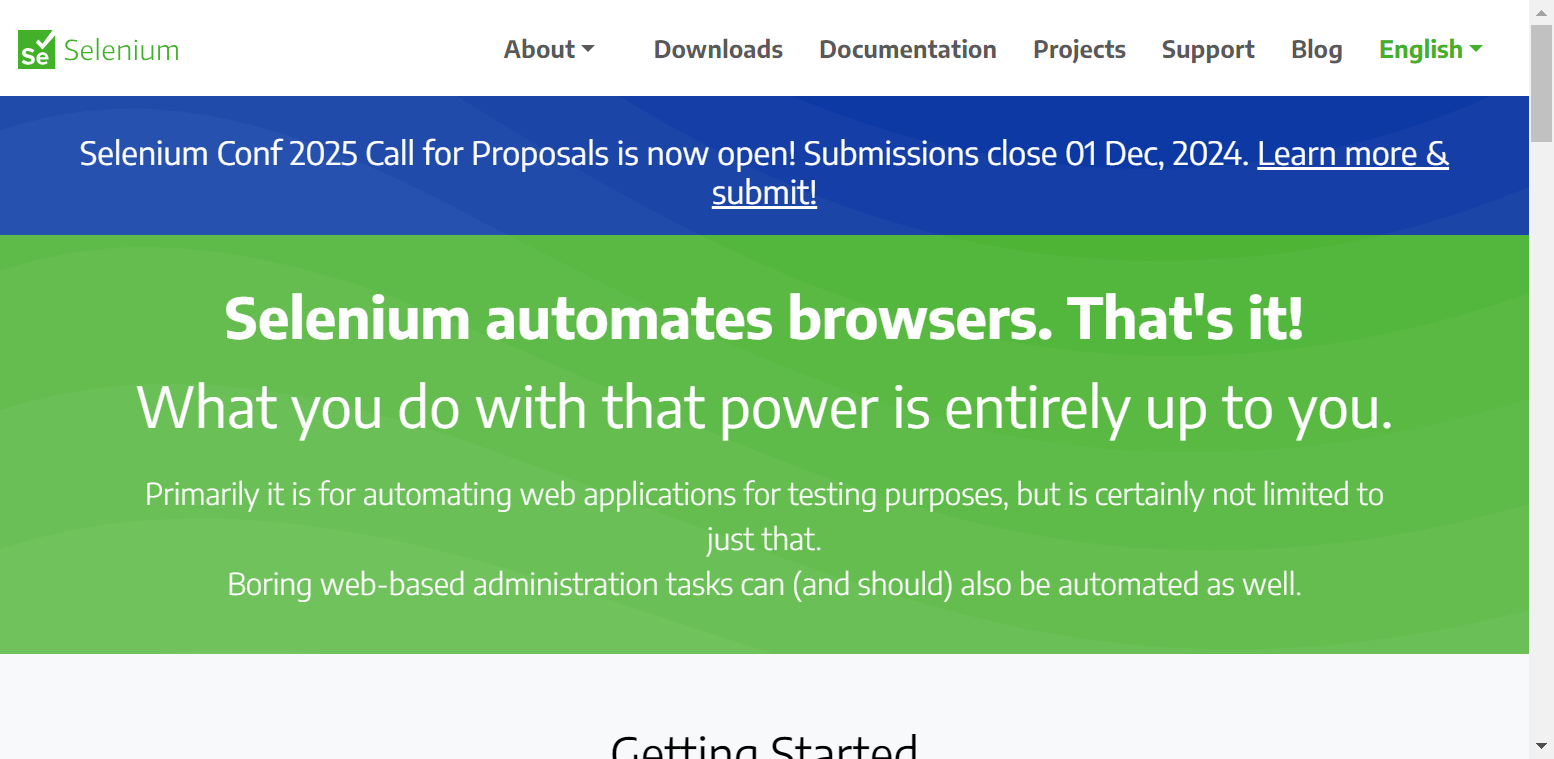 Se Selenium
About Downloads Documentation Projects Support Blog English
Selenium Conf 2025 Call for Proposals is now open! Submissions close 01 Dec, 2024. Learn more &
submit!
Selenium automates browsers. That's it!
What you do with that power is entirely up to you.
Primarily it is for automating web applications for testing purposes, but is certainly not limited to
just that.
Boring web-based administration tasks can (and should) also be automated as well.
Getting Started